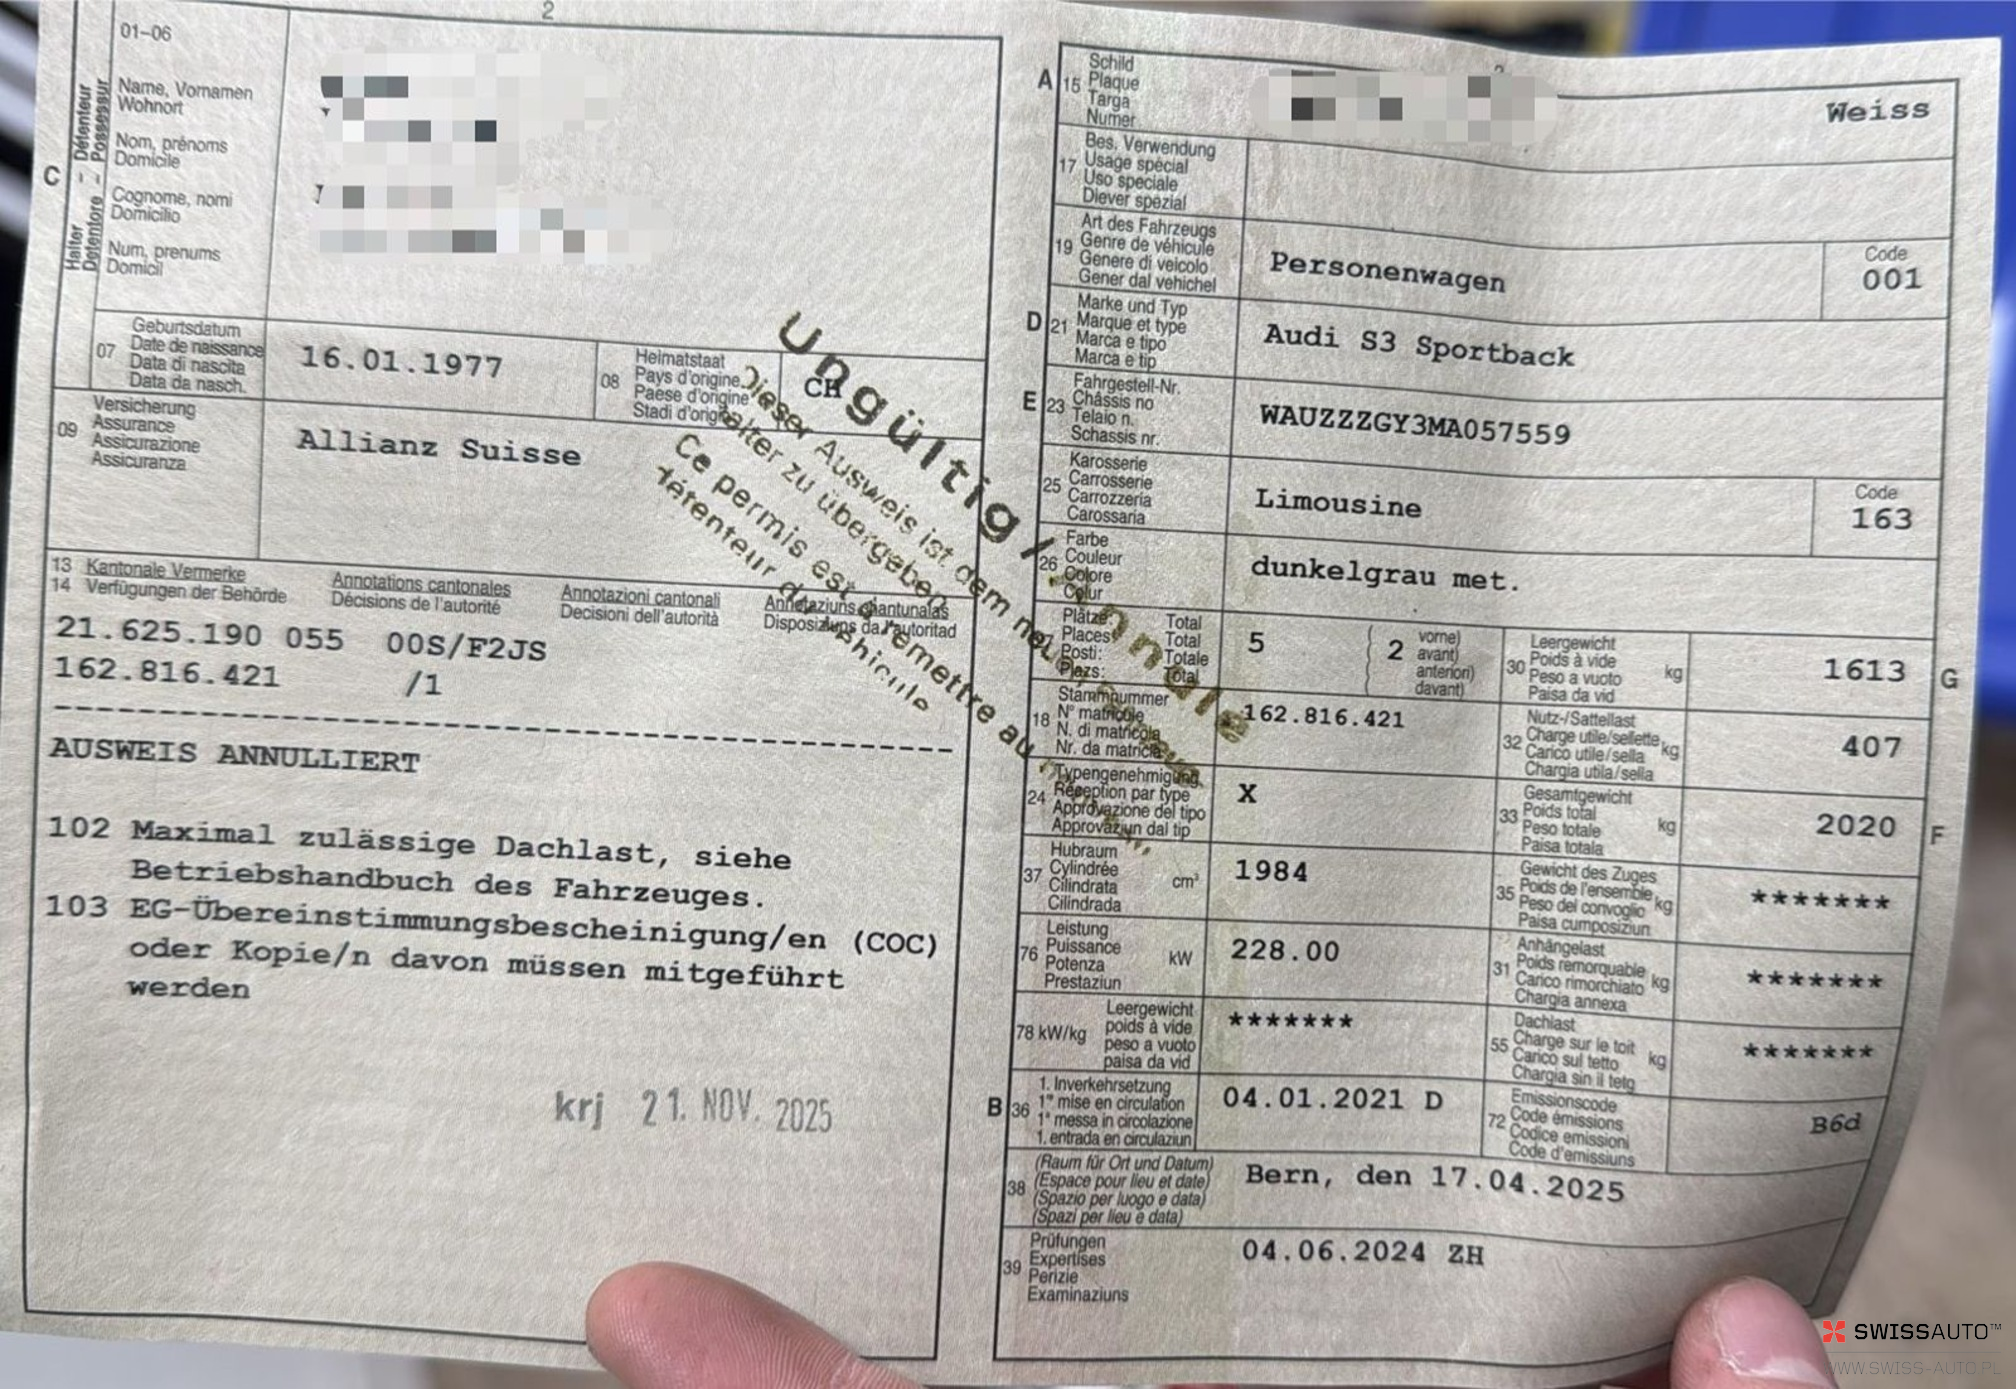 2
01-06
C
Halter - Détenteur
Detentore - Possessur
Name, Vornamen
Wohnort
Nom, prénoms
Domicile
Cognome, nomi
Domicilio
Num, prenums
Domicil
07
Geburtsdatum
Date de naissance
Data di nascita
Data da nasch.
16.01.1977
08
Heimatstaat
Pays d'origine
Paese d'origine
Stadi d'origin
CH
09
Versicherung
Assurance
Assicurazione
Assicuranza
Allianz Suisse
13 Kantonale Vermerke Annotations cantonales Annotazioni cantonali Annotaziuns chantunalas
14 Verfügungen der Behörde Décisions de l'autorité Decisioni dell'autorità Disposiziuns da l'autoritad
21.625.190 055 00S/F2JS
162.816.421 /1
AUSWEIS ANNULLIERT
102 Maximal zulässige Dachlast, siehe
Betriebshandbuch des Fahrzeuges.
103 EG-Übereinstimmungsbescheinigung/en (COC)
oder Kopie/n davon müssen mitgeführt
werden
krj 21. NOV. 2025
Ungültig / Annulé
Dieser Ausweis ist dem neuen
Halter zu übergeben
Ce permis est à remettre au
détenteur du véhicule
A
15
Schild
Plaque
Targa
Numer
Weiss
17
Bes. Verwendung
Usage spécial
Uso speciale
Diever spezial
19
Art des Fahrzeugs
Genre de véhicule
Genere di veicolo
Gener dal vehichel
Personenwagen
Code
001
D
21
Marke und Typ
Marque et type
Marca e tipo
Marca e tip
Audi S3 Sportback
E
23
Fahrgestell-Nr.
Châssis no
Telaio n.
Schassis nr.
WAUZZZGY3MA057559
25
Karosserie
Carrosserie
Carrozzeria
Carossaria
Limousine
Code
163
26
Farbe
Couleur
Colore
Colur
dunkelgrau met.
Plätze Total
Places Total
Posti: Totale
Plazs: Total
5
2
vorne)
avant)
anteriori)
davant)
30
Leergewicht
Poids à vide kg
Peso a vuoto
Paisa da vid
1613
G
18
Stammnummer
N° matricule
N. di matricola
Nr. da matricla
162.816.421
32
Nutz-/Sattellast
Charge utile/sellette kg
Carico utile/sella
Chargia utila/sella
407
24
Typengenehmigung
Réception par type
Approvazione del tipo
Approvaziun dal tip
X
33
Gesamtgewicht
Poids total kg
Peso totale
Paisa totala
2020
F
37
Hubraum
Cylindrée cm³
Cilindrata
Cilindrada
1984
35
Gewicht des Zuges
Poids de l'ensemble kg
Peso del convoglio
Paisa cumposiziun
*******
76
Leistung
Puissance kW
Potenza
Prestaziun
228.00
31
Anhängelast
Poids remorquable kg
Carico rimorchiato
Chargia annexa
*******
78 kW/kg
Leergewicht
poids à vide
peso a vuoto
paisa da vid
*******
55
Dachlast
Charge sur le toit kg
Carico sul tetto
Chargia sin il tetg
*******
B
36
1. Inverkehrsetzung
1re mise en circulation
1a messa in circolazione
1. entrada en circulaziun
04.01.2021 D
72
Emissionscode
Code émissions
Codice emissioni
Code d'emissiuns
B6d
38
(Raum für Ort und Datum)
(Espace pour lieu et date)
(Spazio per luogo e data)
(Spazi per lieu e data)
Bern, den 17.04.2025
39
Prüfungen
Expertises
Perizie
Examinaziuns
04.06.2024 ZH
SWISSAUTO™
WWW.SWISS-AUTO.PL